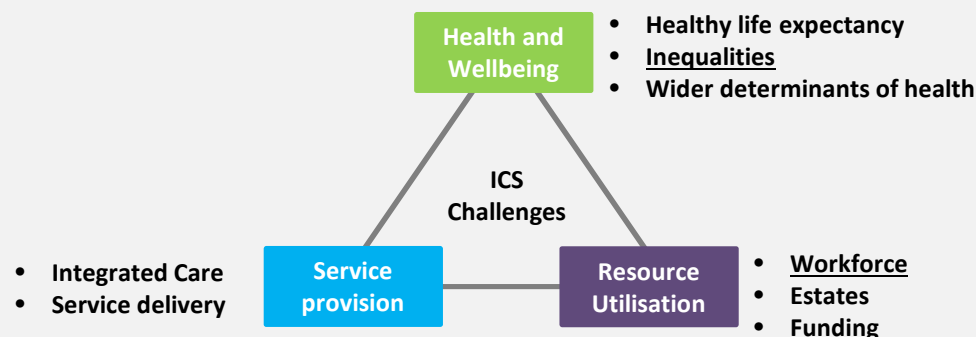 Health and
Wellbeing
• Healthy life expectancy
• Inequalities
• Wider determinants of health
ICS
Challenges
• Integrated Care
• Service delivery
Service
provision
Resource
Utilisation
• Workforce
• Estates
• Funding